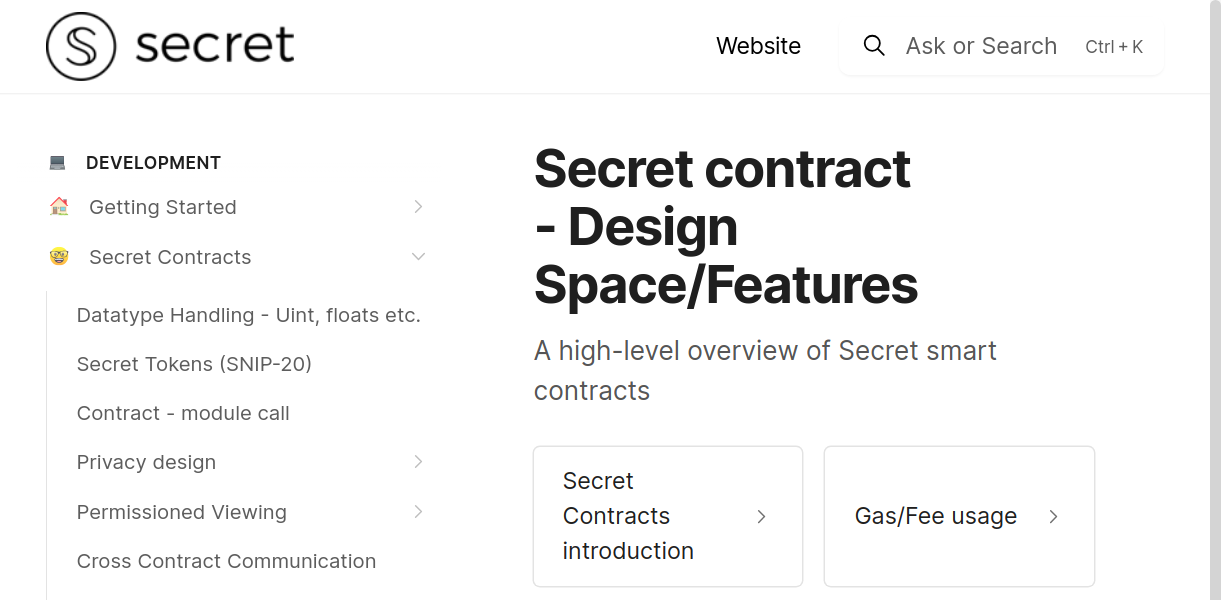 secret
Website
Ask or Search
Ctrl + K
DEVELOPMENT
Getting Started
Secret Contracts
Datatype Handling - Uint, floats etc.
Secret Tokens (SNIP-20)
Contract - module call
Privacy design
Permissioned Viewing
Cross Contract Communication
Secret contract
- Design
Space/Features
A high-level overview of Secret smart
contracts
Secret
Contracts
introduction
Gas/Fee usage